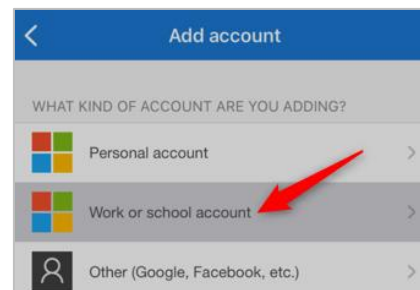 Add account
WHAT KIND OF ACCOUNT ARE YOU ADDING?
Personal account
Work or school account
Other (Google, Facebook, etc.)